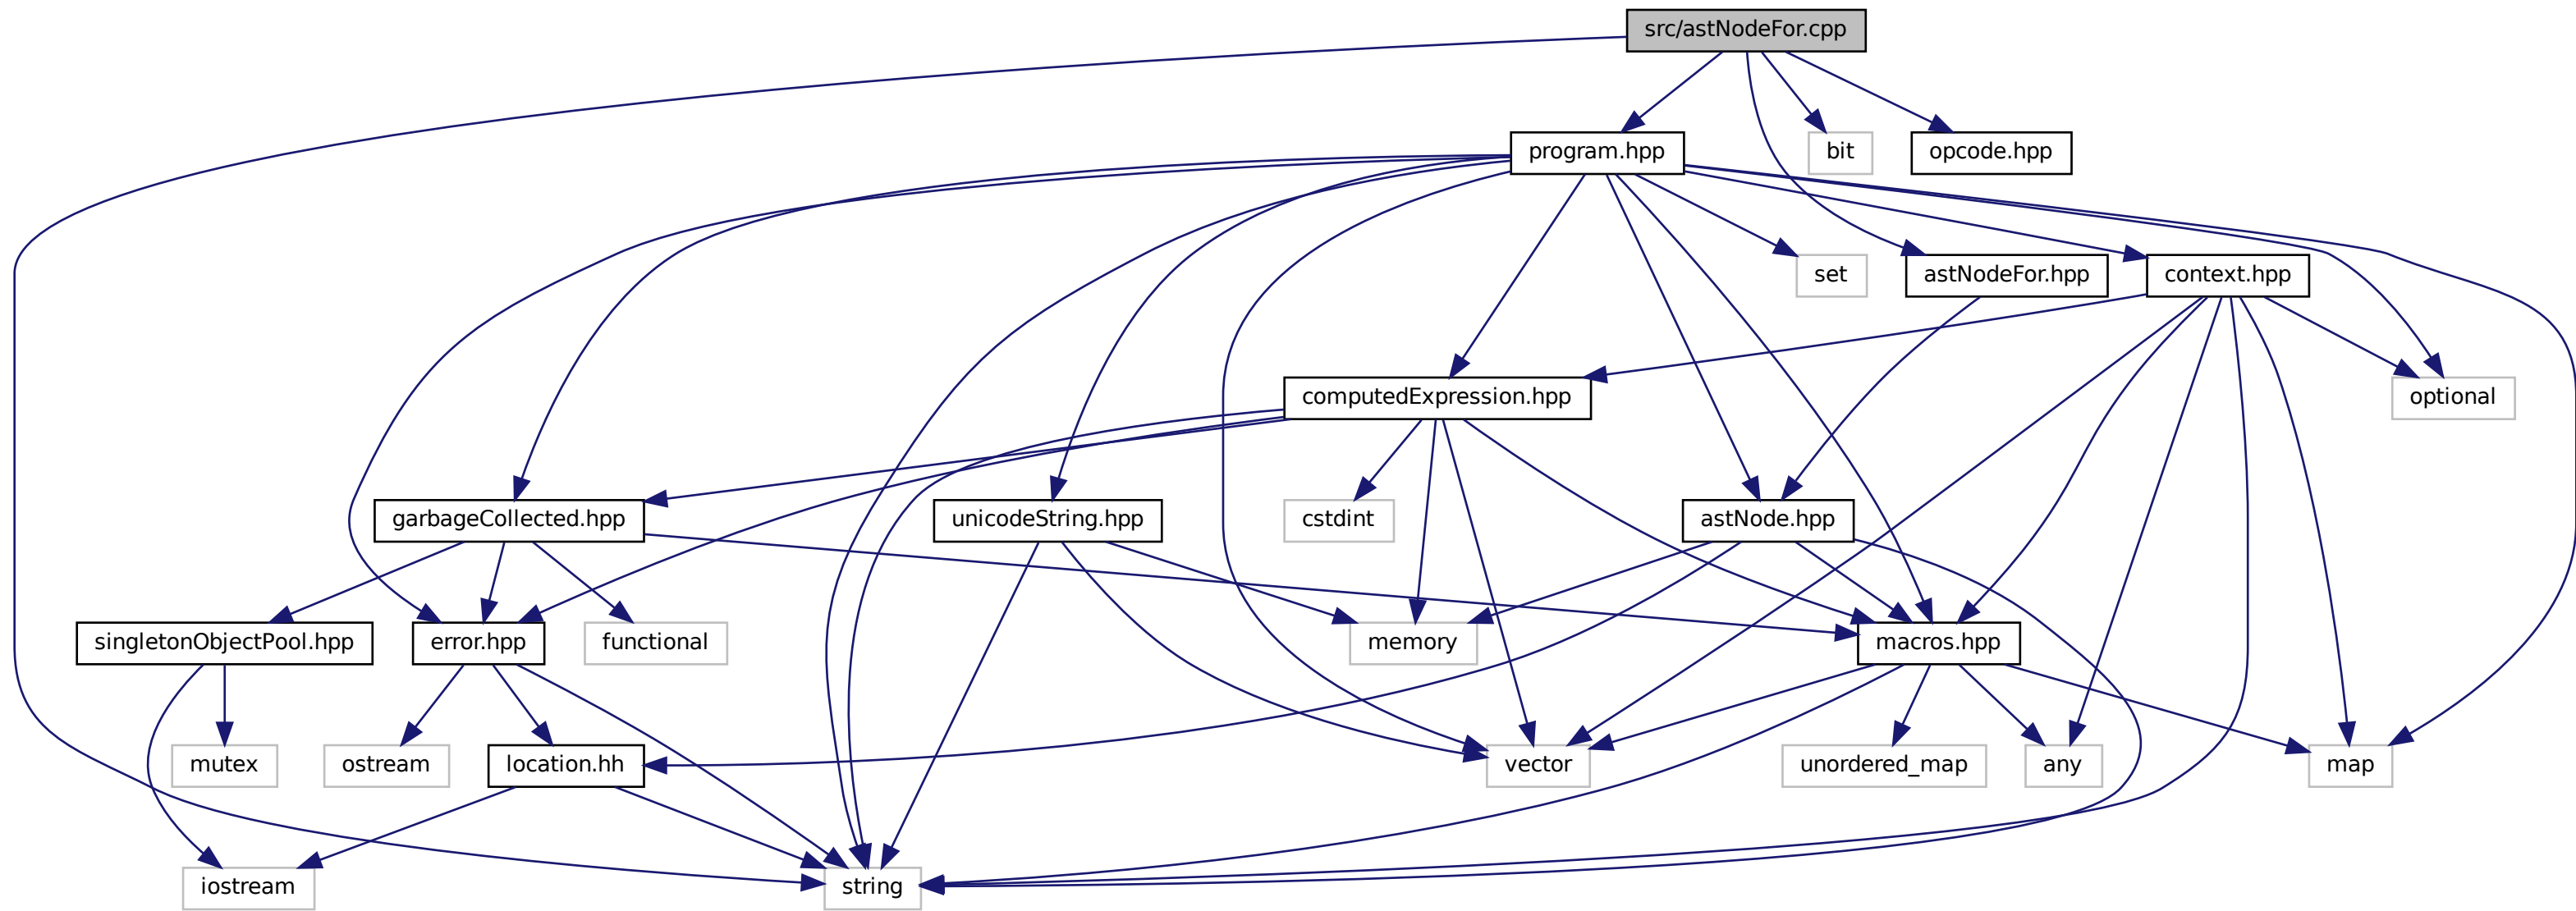 src/astNodeFor.cpp
program.hpp
bit
opcode.hpp
set
astNodeFor.hpp
context.hpp
computedExpression.hpp
optional
garbageCollected.hpp
unicodeString.hpp
cstdint
astNode.hpp
singletonObjectPool.hpp
error.hpp
functional
memory
macros.hpp
mutex
ostream
location.hh
vector
unordered_map
any
map
iostream
string